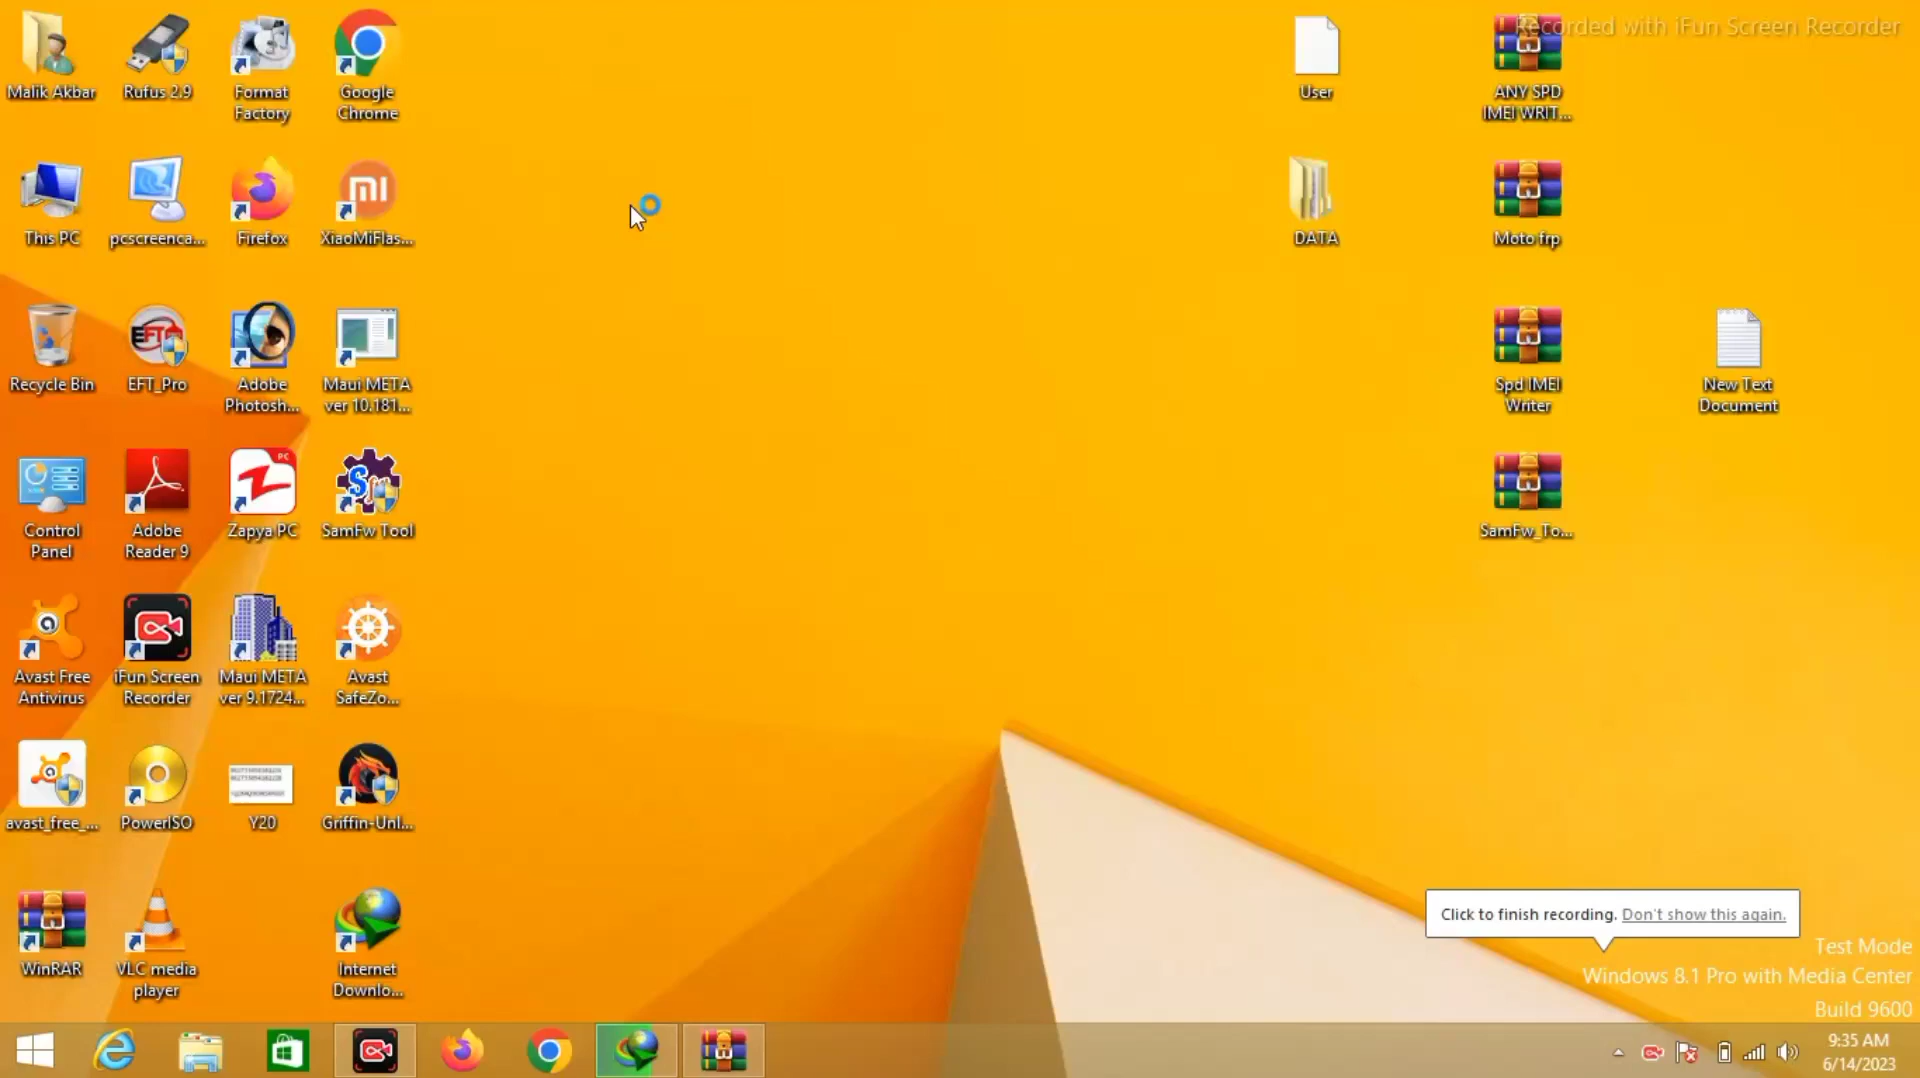 Recorded with iFun Screen Recorder
Malik Akbar
Rufus 2.9
Format
Factory
Google
Chrome
User
ANY SPD
IMEI WRIT...
This PC
pcscreenca...
Firefox
XiaoMiFlas...
DATA
Moto frp
Recycle Bin
EFT_Pro
Adobe
Photosh...
Maui META
ver 10.181...
Spd IMEI
Writer
New Text
Document
Control
Panel
Adobe
Reader 9
Zapya PC
SamFw Tool
SamFw_To...
Avast Free
Antivirus
iFun Screen
Recorder
Maui META
ver 9.1724...
Avast
SafeZo...
avast_free_...
PowerISO
Y20
Griffin-Unl...
WinRAR
VLC media
player
Internet
Downlo...
Click to finish recording. Don't show this again.
Test Mode
Windows 8.1 Pro with Media Center
Build 9600
9:35 AM
6/14/2023